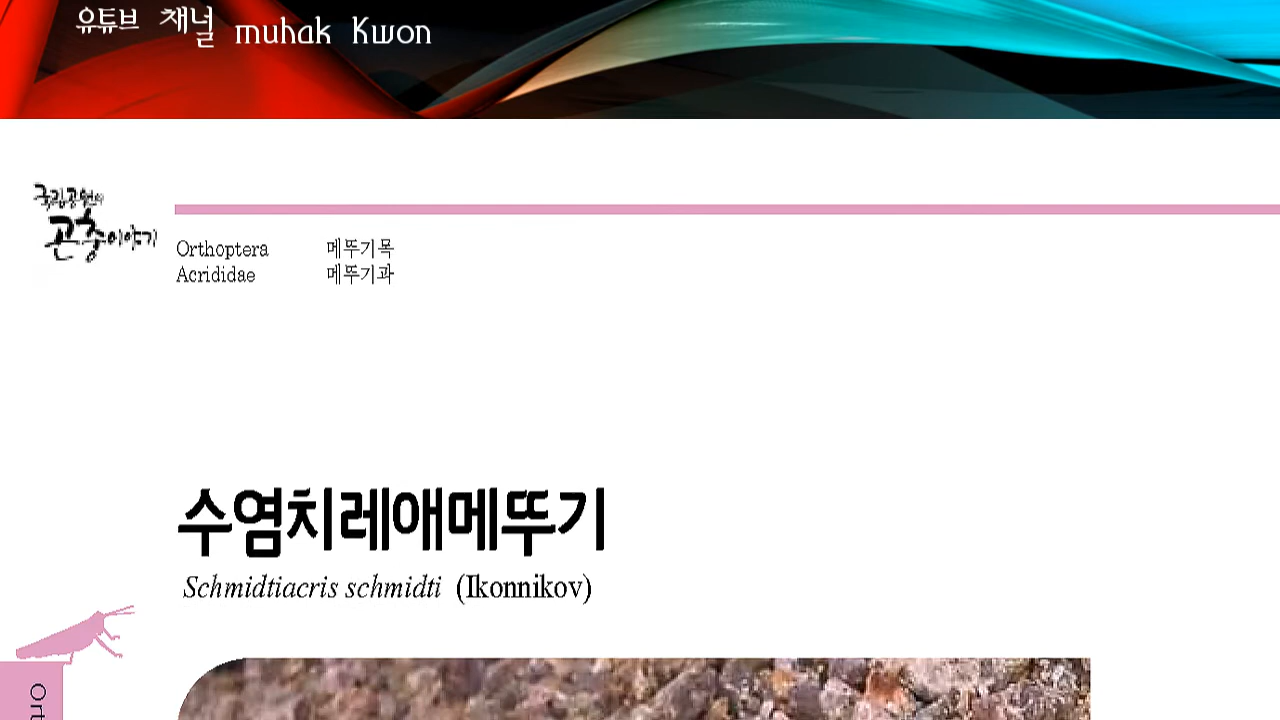 유튜브 채널 muhak Kwon
국립공원의
곤충이야기
Orthoptera 메뚜기목
Acrididae 메뚜기과
수염치레애메뚜기
Schmidtiacris schmidti (Ikonnikov)
Ort